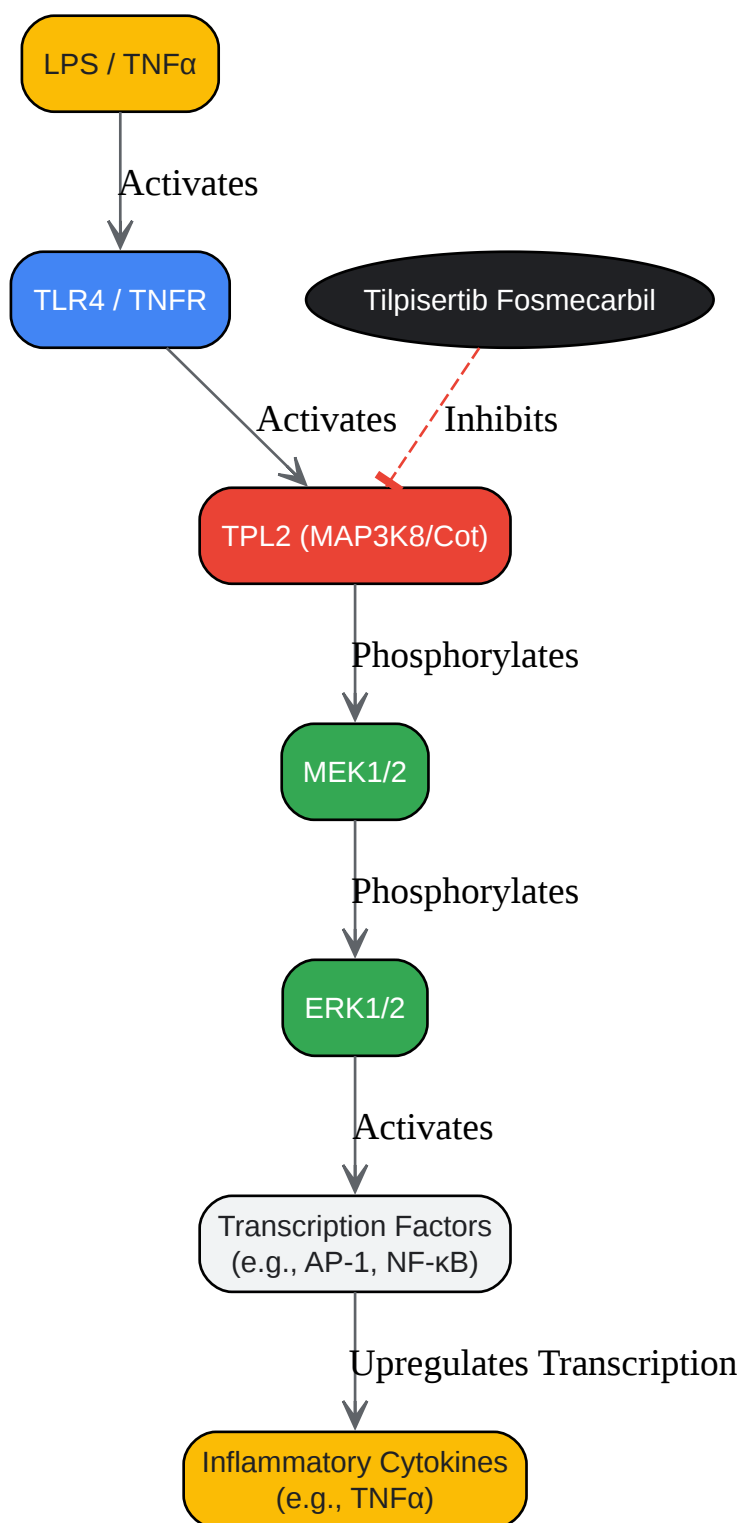 LPS / TNFα
Activates
TLR4 / TNFR
Tilpisertib Fosmecarbil
Activates
Inhibits
TPL2 (MAP3K8/Cot)
Phosphorylates
MEK1/2
Phosphorylates
ERK1/2
Activates
Transcription Factors
(e.g., AP-1, NF-κB)
Upregulates Transcription
Inflammatory Cytokines
(e.g., TNFα)